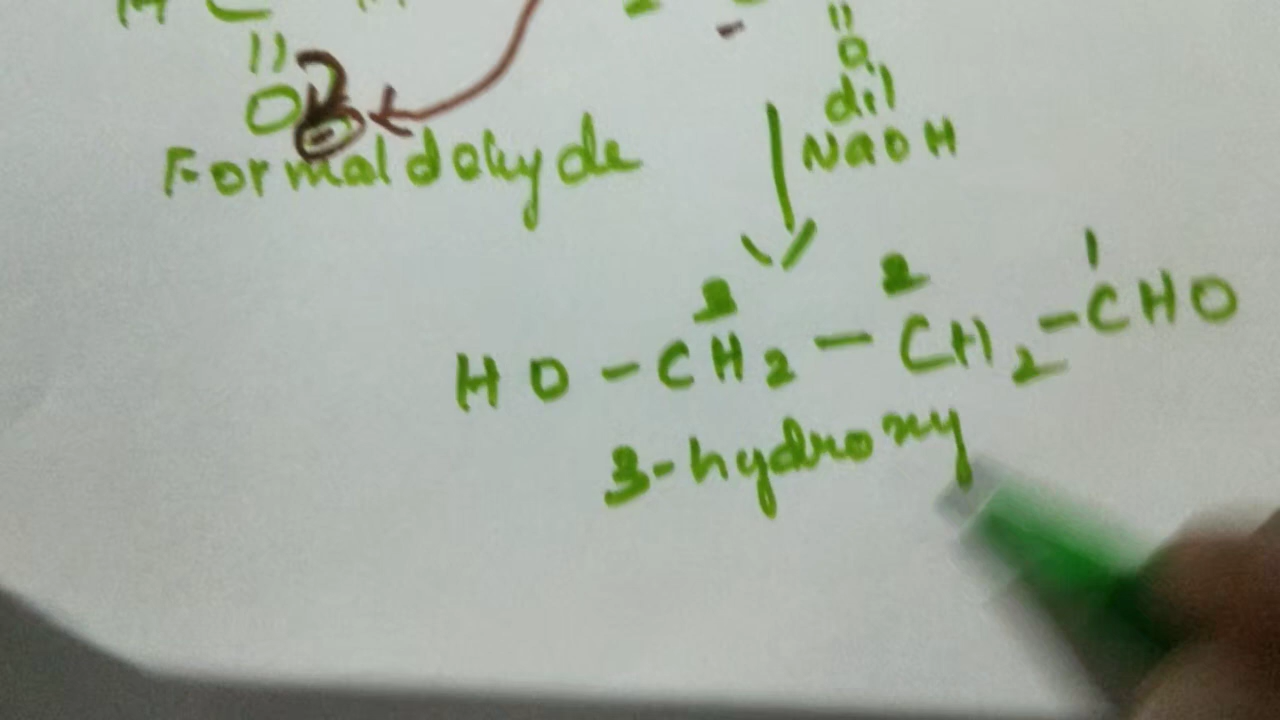 O
O
dil
Formaldehyde
NaOH
3 2 1
HO-CH2-CH2-CHO
3-hydroxy